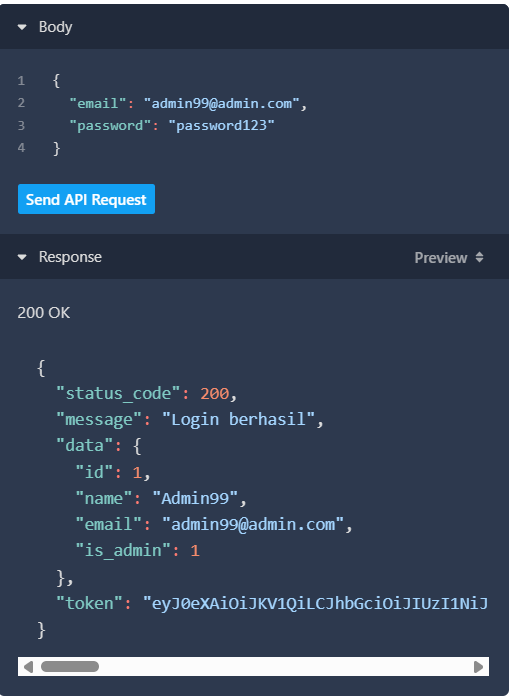 Body
1 {
2 "email": "admin99@admin.com",
3 "password": "password123"
4 }
Send API Request
Response Preview
200 OK
{
"status_code": 200,
"message": "Login berhasil",
"data": {
"id": 1,
"name": "Admin99",
"email": "admin99@admin.com",
"is_admin": 1
},
"token": "eyJ0eXAiOiJKV1QiLCJhbGciOiJIUzI1NiJ
}